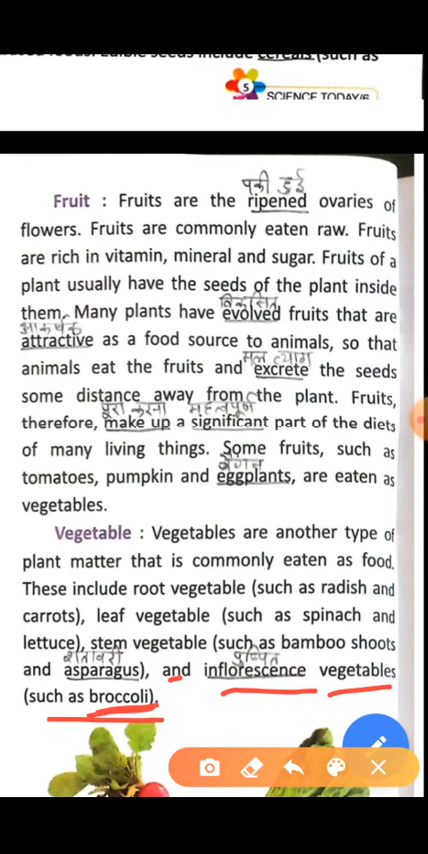 cereals (such as
5
SCIENCE TODAY/6
पकी हुई
Fruit : Fruits are the ripened ovaries of
flowers. Fruits are commonly eaten raw. Fruits
are rich in vitamin, mineral and sugar. Fruits of a
plant usually have the seeds of the plant inside
विकसित
them. Many plants have evolved fruits that are
आकर्षक
attractive as a food source to animals, so that
मल त्याग
animals eat the fruits and excrete the seeds
some distance away from the plant. Fruits,
पूरा करना महत्वपूर्ण
therefore, make up a significant part of the diets
of many living things. Some fruits, such as
बैंगन
tomatoes, pumpkin and eggplants, are eaten as
vegetables.
Vegetable : Vegetables are another type of
plant matter that is commonly eaten as food.
These include root vegetable (such as radish and
carrots), leaf vegetable (such as spinach and
lettuce), stem vegetable (such as bamboo shoots
शतावरी पुष्पित
and asparagus), and inflorescence vegetables
(such as broccoli).